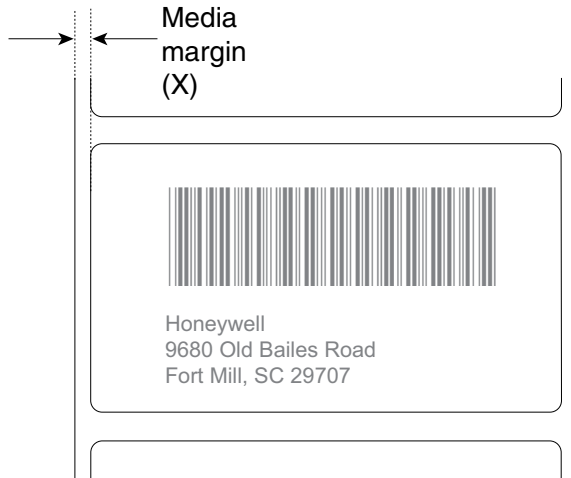 Media
margin
(X)
Honeywell
9680 Old Bailes Road
Fort Mill, SC 29707